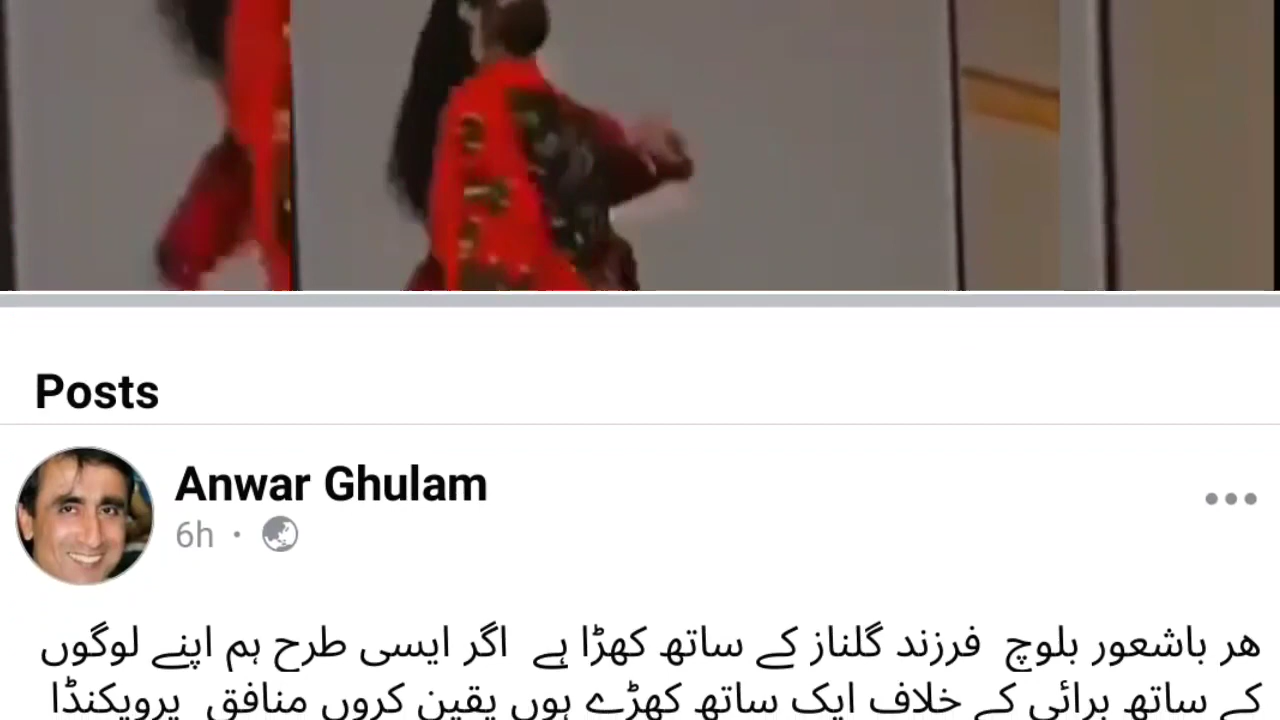 Posts
Anwar Ghulam
6h ·
ھر باشعور بلوچ فرزند گلناز کے ساتھ کھڑا ہے اگر ایسی طرح ہم اپنے لوگوں
کے ساتھ برائی کے خلاف ایک ساتھ کھڑے ہوں یقین کروں منافق پروپکنڈا